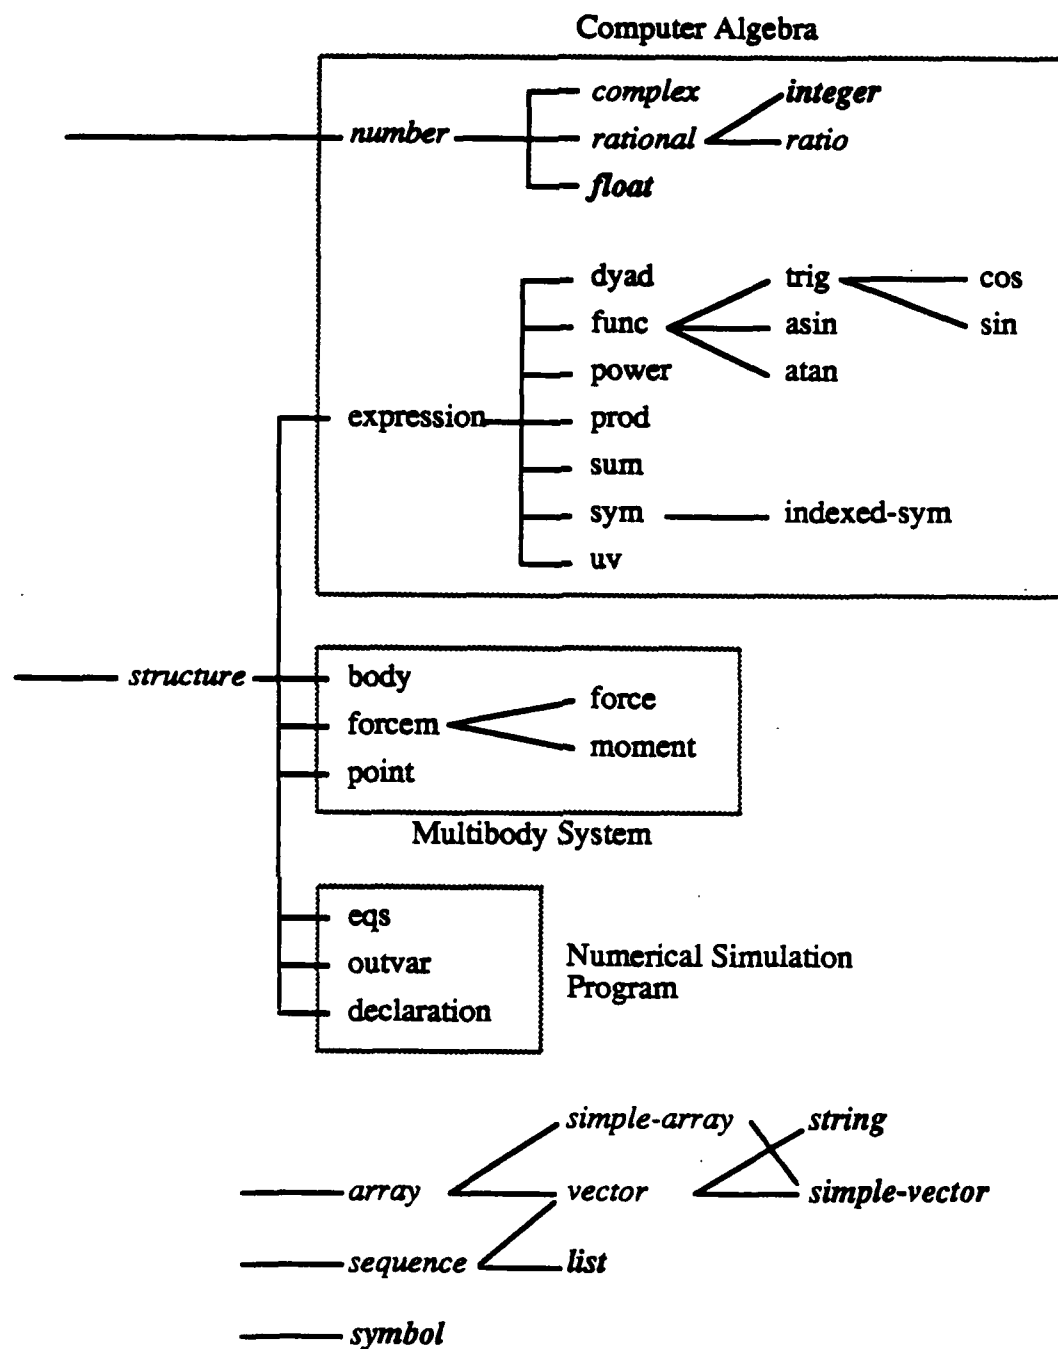 Computer Algebra
complex integer
number rational ratio
float
dyad trig cos
func asin sin
power atan
expression prod
sum
sym indexed-sym
uv
structure body
force
forcem
moment
point
Multibody System
eqs
outvar Numerical Simulation
Program
declaration
simple-array string
array vector simple-vector
sequence list
symbol